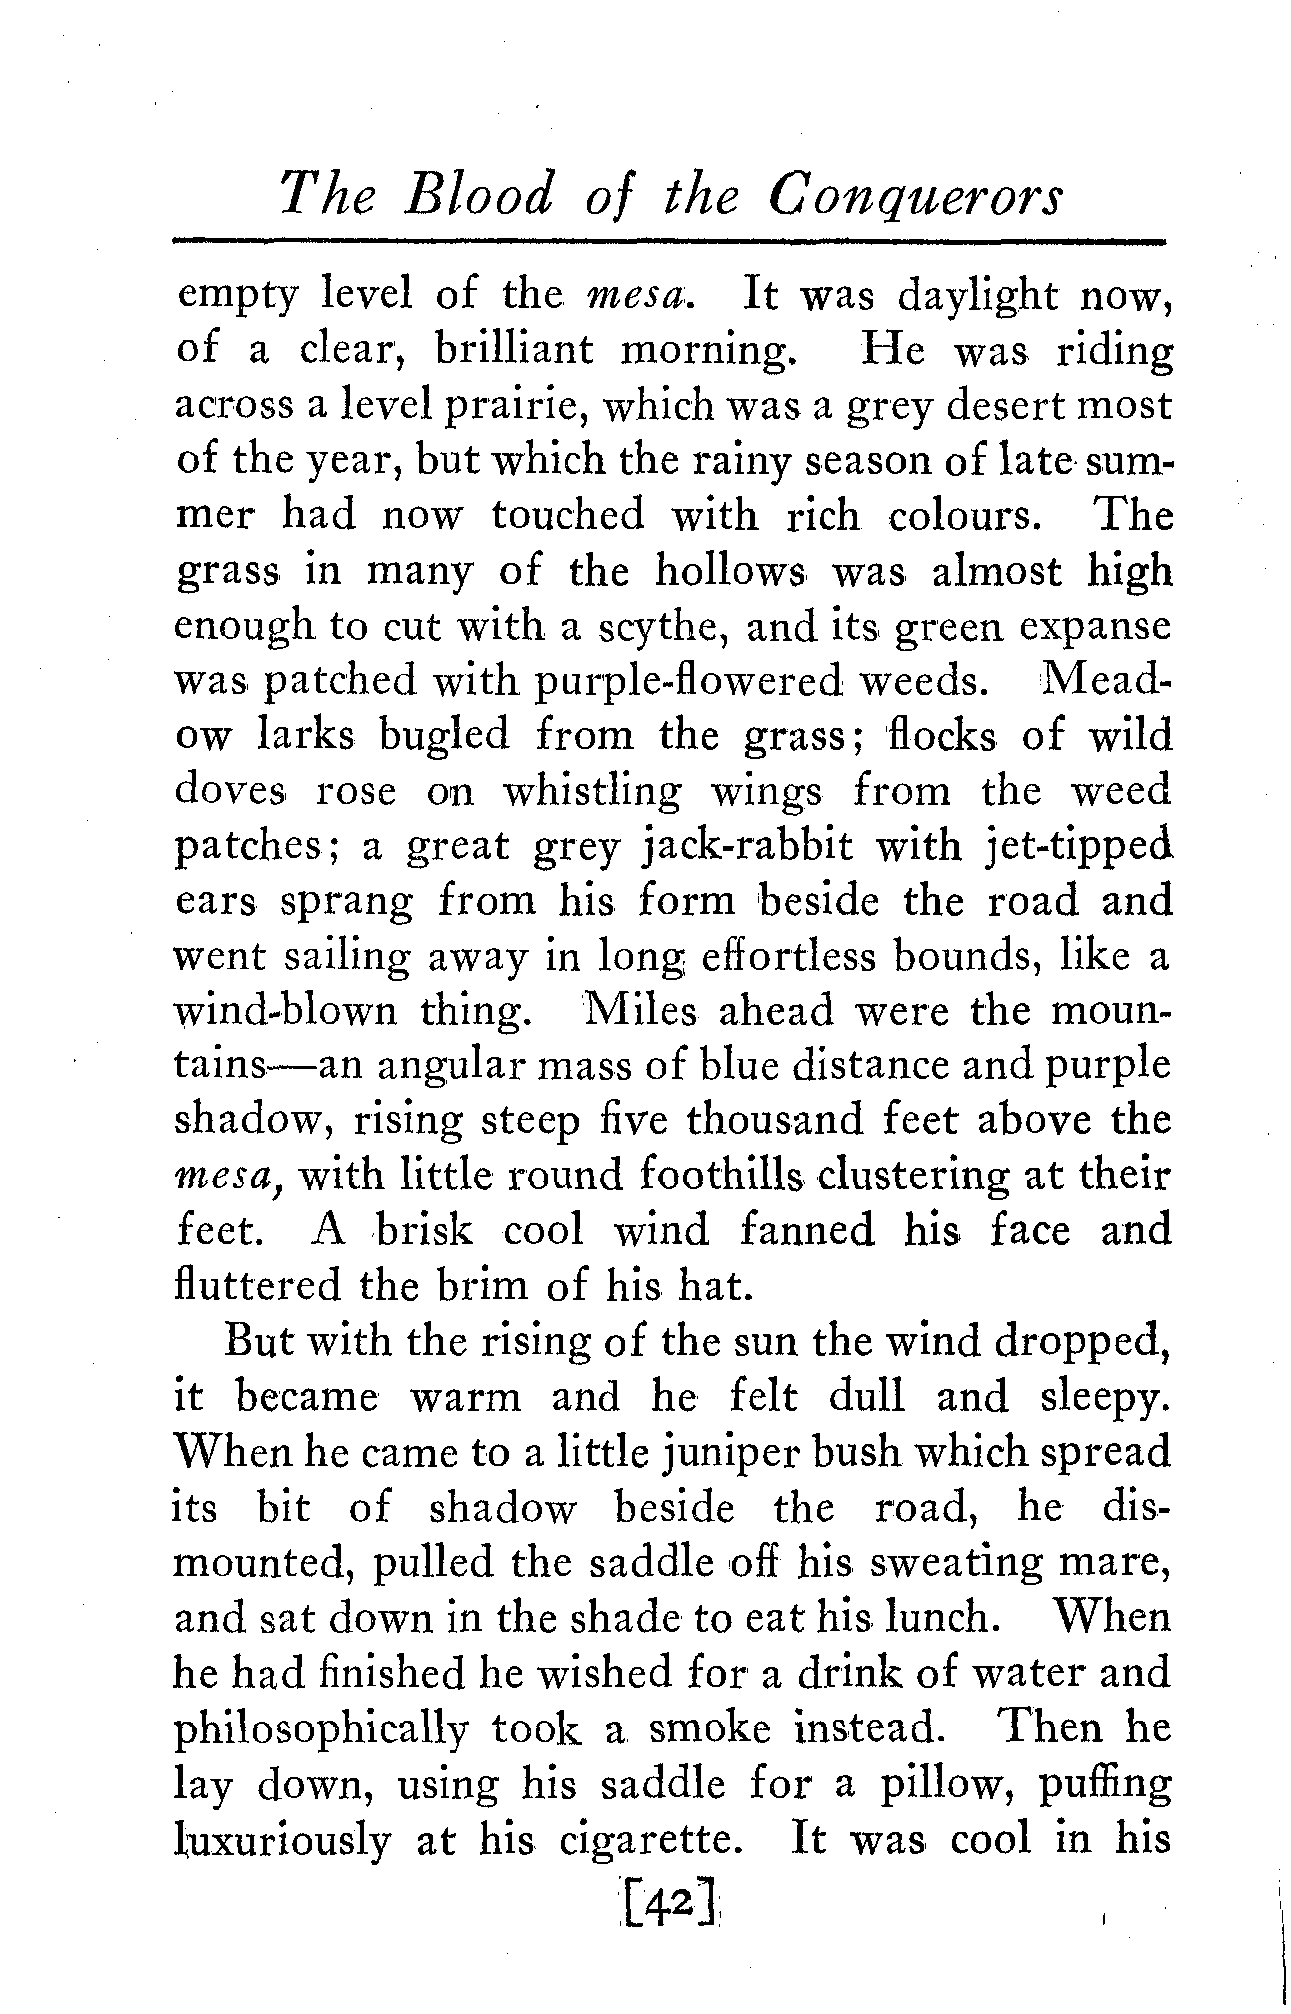 The Blood of the Conquerors
empty level of the mesa. It was daylight now,
of a clear, brilliant morning. He was riding
across a level prairie, which was a grey desert most
of the year, but which the rainy season of late sum-
mer had now touched with rich colours. The
grass in many of the hollows was almost high
enough to cut with a scythe, and its green expanse
was patched with purple-flowered weeds. Mead-
ow larks bugled from the grass; flocks of wild
doves rose on whistling wings from the weed
patches; a great grey jack-rabbit with jet-tipped
ears sprang from his form beside the road and
went sailing away in long effortless bounds, like a
wind-blown thing. Miles ahead were the moun-
tains—an angular mass of blue distance and purple
shadow, rising steep five thousand feet above the
mesa, with little round foothills clustering at their
feet. A brisk cool wind fanned his face and
fluttered the brim of his hat.
But with the rising of the sun the wind dropped,
it became warm and he felt dull and sleepy.
When he came to a little juniper bush which spread
its bit of shadow beside the road, he dis-
mounted, pulled the saddle off his sweating mare,
and sat down in the shade to eat his lunch. When
he had finished he wished for a drink of water and
philosophically took a smoke instead. Then he
lay down, using his saddle for a pillow, puffing
luxuriously at his cigarette. It was cool in his
[42]